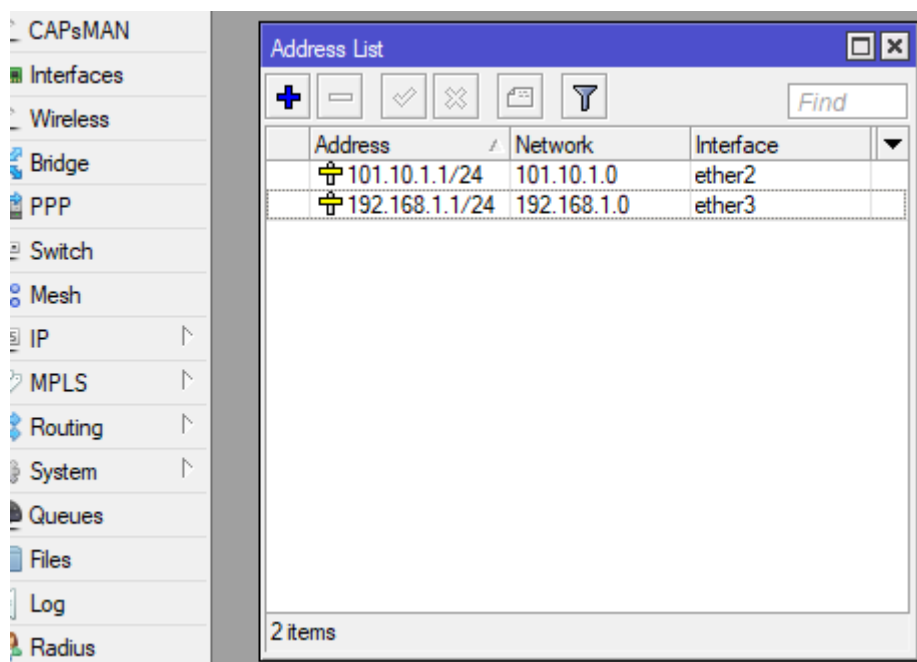 CAPsMAN
Interfaces
Wireless
Bridge
PPP
Switch
Mesh
IP
MPLS
Routing
System
Queues
Files
Log
Radius
Address List
Find
Address Network Interface
101.10.1.1/24 101.10.1.0 ether2
192.168.1.1/24 192.168.1.0 ether3
2 items